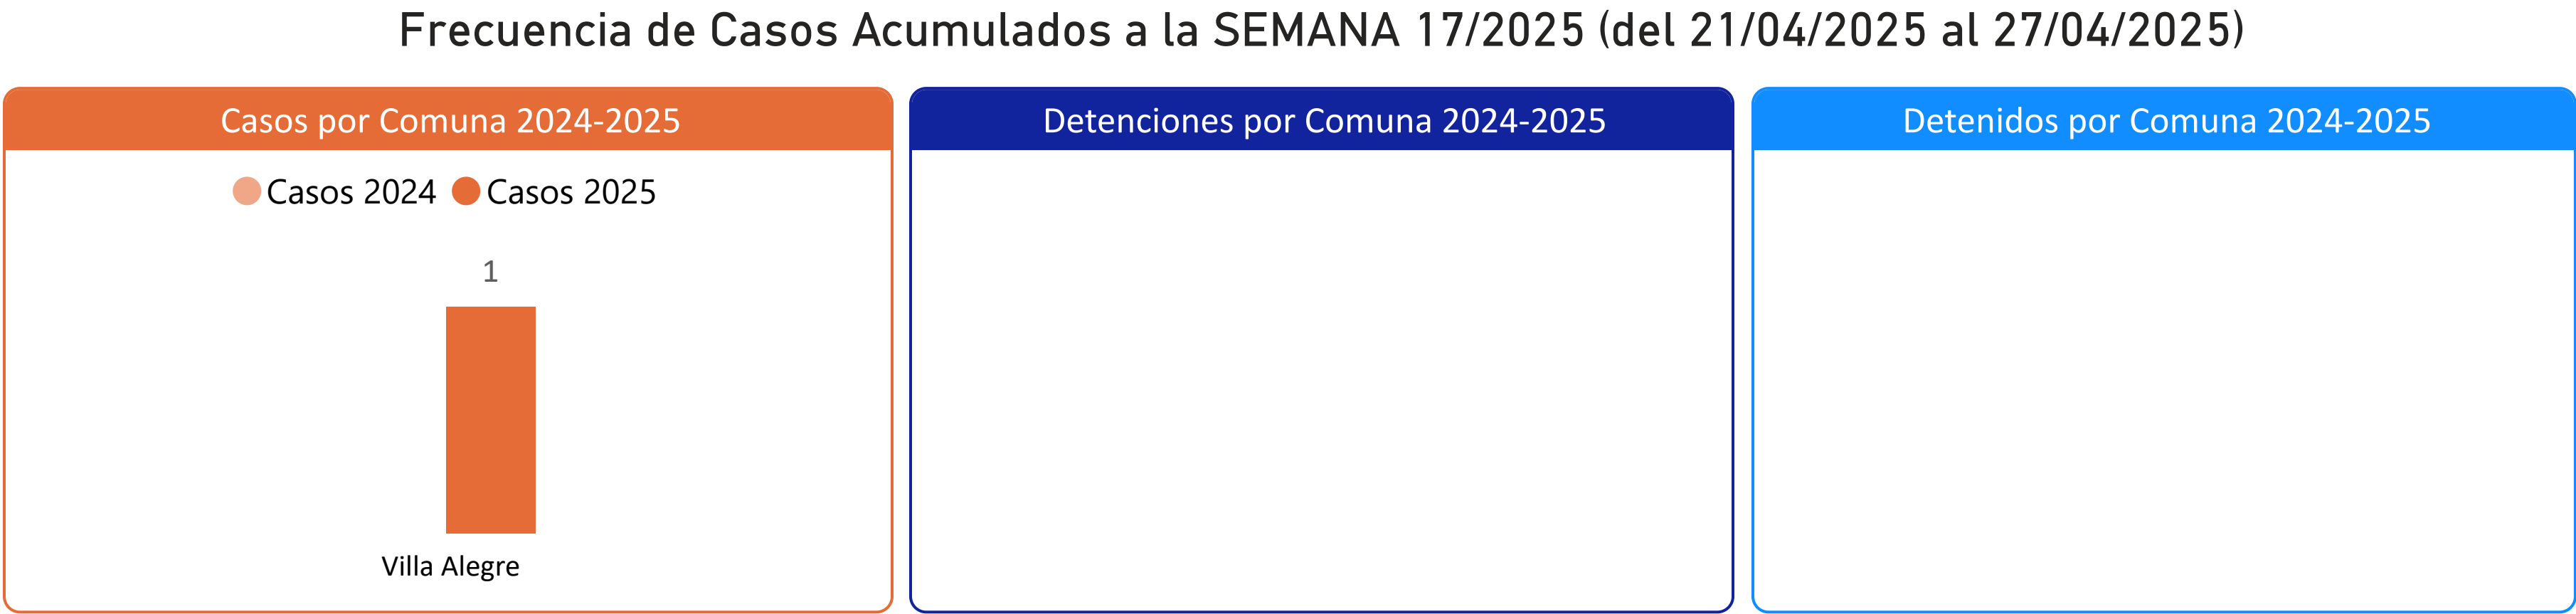 Frecuencia de Casos Acumulados a la SEMANA 17/2025 (del 21/04/2025 al 27/04/2025)
Casos por Comuna 2024-2025
Casos 2024 Casos 2025
1
Villa Alegre
Detenciones por Comuna 2024-2025
Detenidos por Comuna 2024-2025